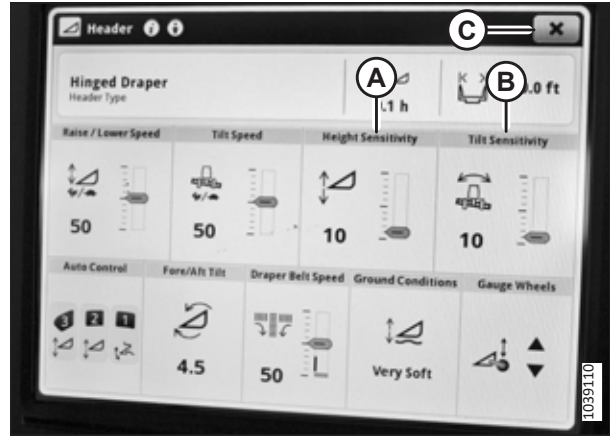 Header
C
Hinged Draper
Header Type
A
0.1 h
B
.0 ft
Raise / Lower Speed
Tilt Speed
Height Sensitivity
Tilt Sensitivity
50
50
10
10
Auto Control
Fore/Aft Tilt
Draper Belt Speed
Ground Conditions
Gauge Wheels
3 2 1
4.5
50
Very Soft
1039110